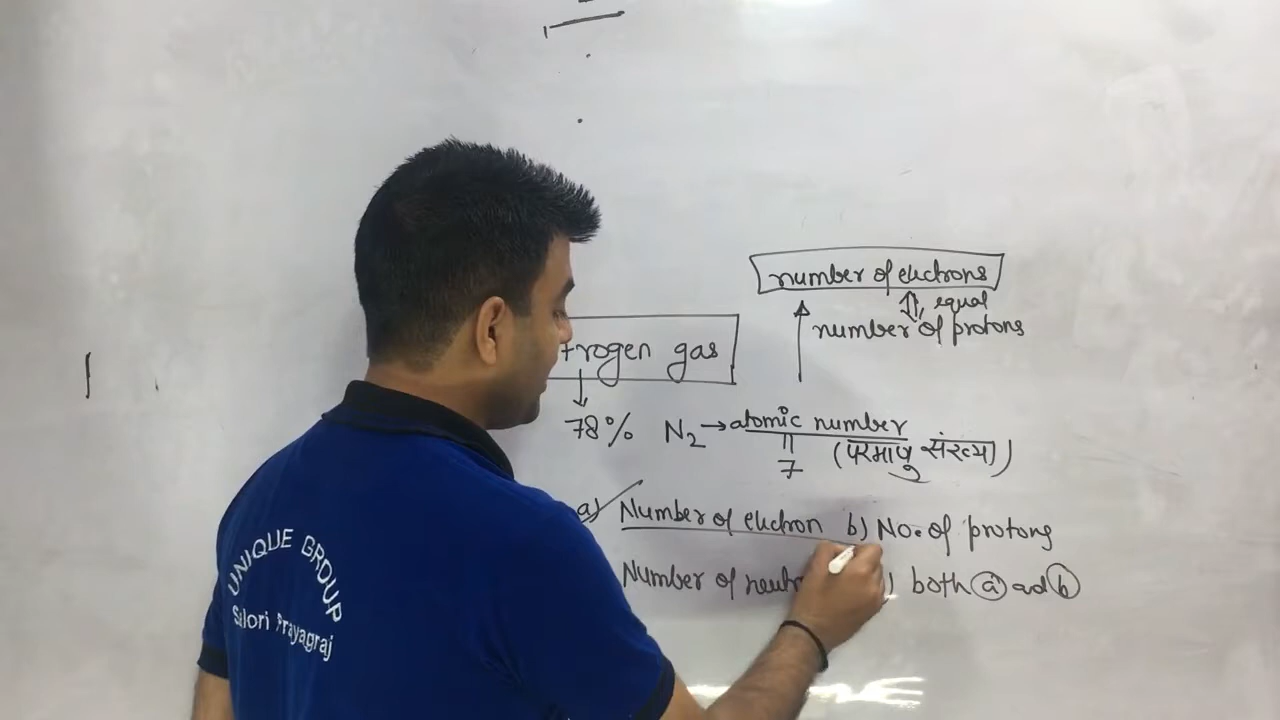 number of electrons
equal
number of protons
trogen gas
78% N₂ → atomic number
7 (परमाणु संख्या)
a) Number of electron b) No. of protons
Number of neutr
) both ⓐ and ⓑ
UNIQUE GROUP
Salori Prayagraj